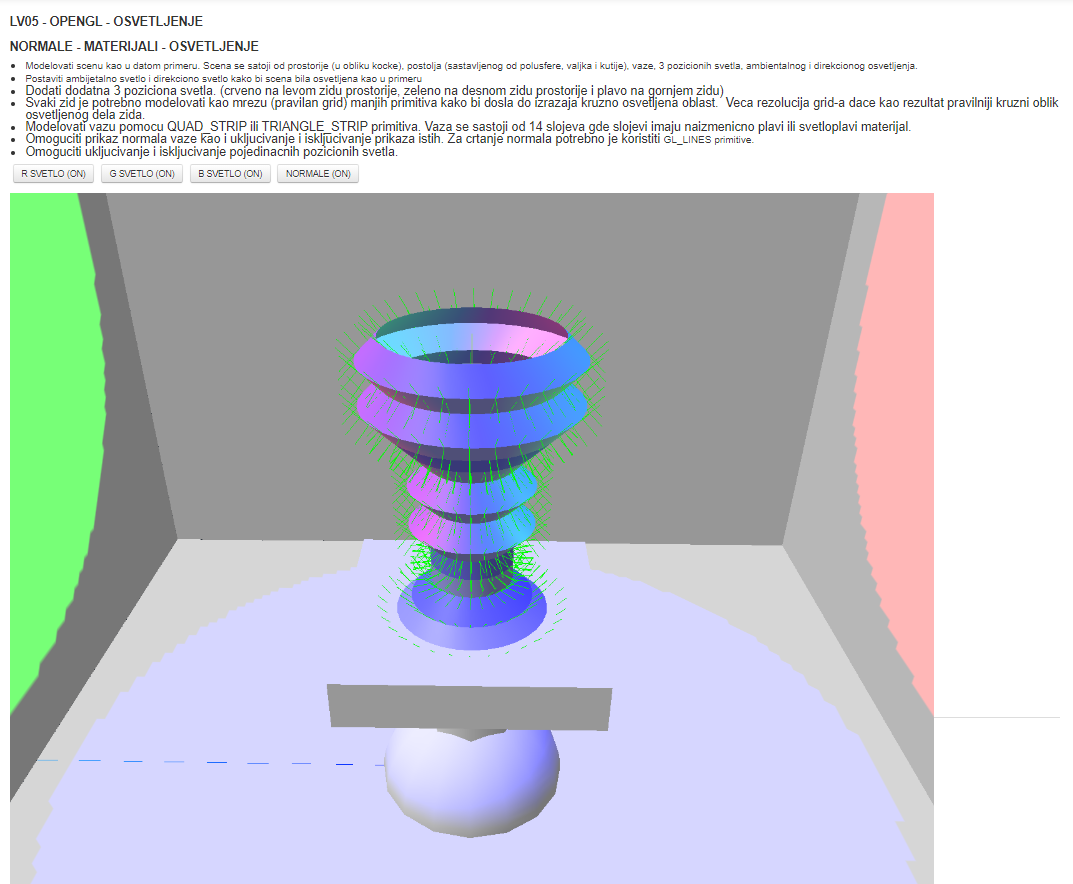 LV05 - OPENGL - OSVETLJENJE
NORMALE - MATERIJALI - OSVETLJENJE
Modelovati scenu kao u datom primeru. Scena se satoji od prostorije (u obliku kocke), postolja (sastavljenog od polusfere, valjka i kutije), vaze, 3 pozicionih svetla, ambientalnog i direkcionog osvetljenja.
Postaviti ambijetalno svetlo i direkciono svetlo kako bi scena bila osvetljena kao u primeru
Dodati dodatna 3 poziciona svetla. (crveno na levom zidu prostorije, zeleno na desnom zidu prostorije i plavo na gornjem zidu)
Svaki zid je potrebno modelovati kao mrezu (pravilan grid) manjih primitiva kako bi dosla do izrazaja kruzno osvetljena oblast. Veca rezolucija grid-a dace kao rezultat pravilniji kruzni oblik
osvetljenog dela zida.
Modelovati vazu pomocu QUAD_STRIP ili TRIANGLE_STRIP primitiva. Vaza se sastoji od 14 slojeva gde slojevi imaju naizmenicno plavi ili svetloplavi materijal.
Omoguciti prikaz normala vaze kao i ukljucivanje i iskljucivanje prikaza istih. Za crtanje normala potrebno je koristiti GL_LINES primitive.
Omoguciti ukljucivanje i iskljucivanje pojedinacnih pozicionih svetla.
R SVETLO (ON) G SVETLO (ON) B SVETLO (ON) NORMALE (ON)